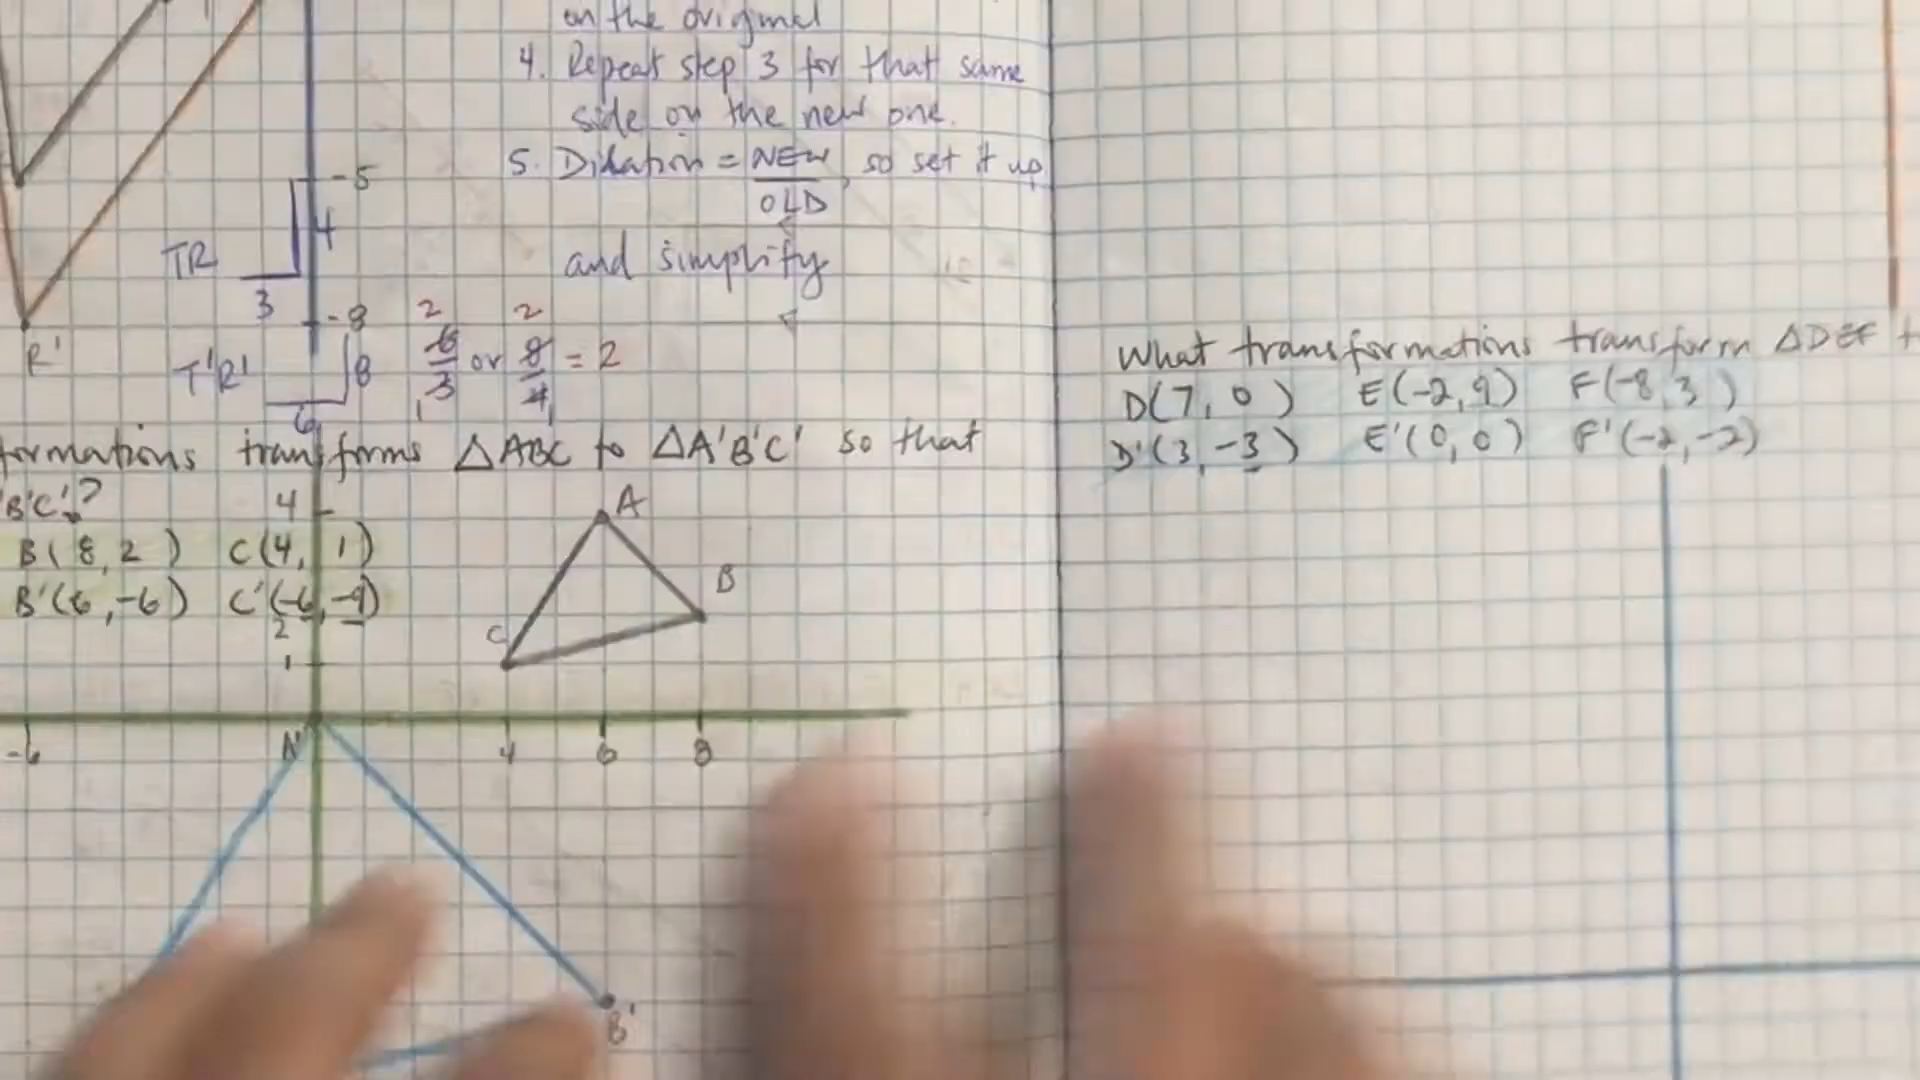 on the original
4. Repeat step 3 for that same
side on the new one.
5. Dilation = NEW/OLD, so set it up
and simplify
-5
4
TR
3
-8
R'
T'R'
8
6
6/3 or 8/4 = 2
2 2
1 1
formations transforms △ABC to △A'B'C' so that
'B'C'?
B(8, 2) C(4, 1)
B'(6, -6) C'(-6, -9)
4
2
1
A
B
C
-6
A'
4
6
8
B'
What transformations transform △DEF
D(7, 0) E(-2, 9) F(-8, 3)
D'(3, -3) E'(0, 0) F'(-2, -2)